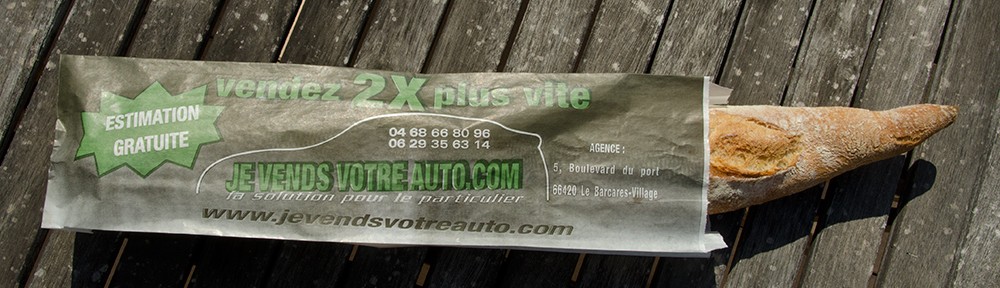 ESTIMATION
GRATUITE
vendez 2X plus vite
04 68 66 80 96
06 29 35 63 14
JE VENDS VOTRE-AUTO.COM
la solution pour le particulier
www.jevendsvotreauto.com
AGENCE :
5, Boulevard du port
66420 Le Barcares-Village